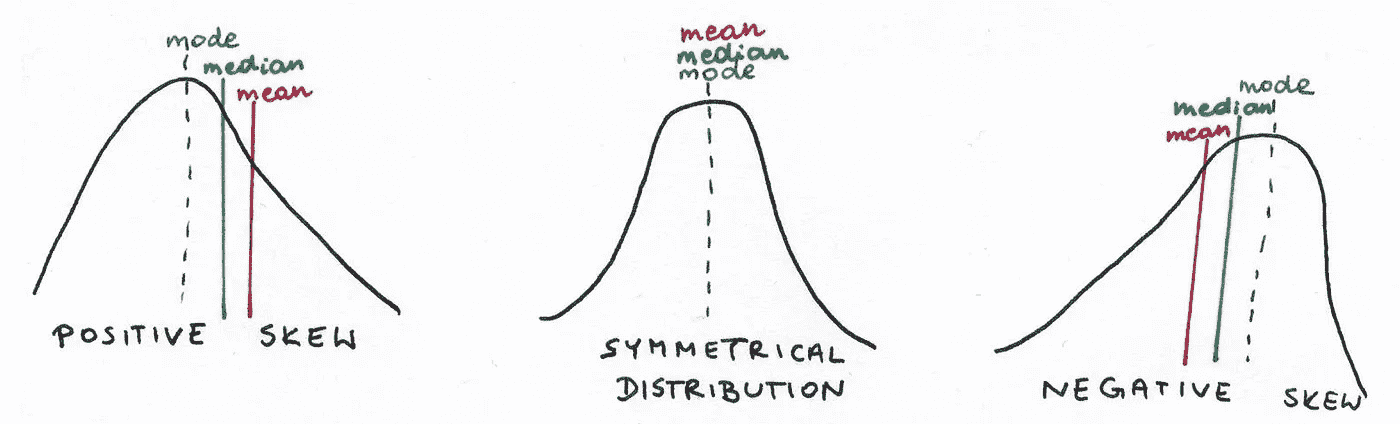 mode
median
mean
POSITIVE SKEW
mean
median
mode
SYMMETRICAL
DISTRIBUTION
mode
median
mean
NEGATIVE SKEW